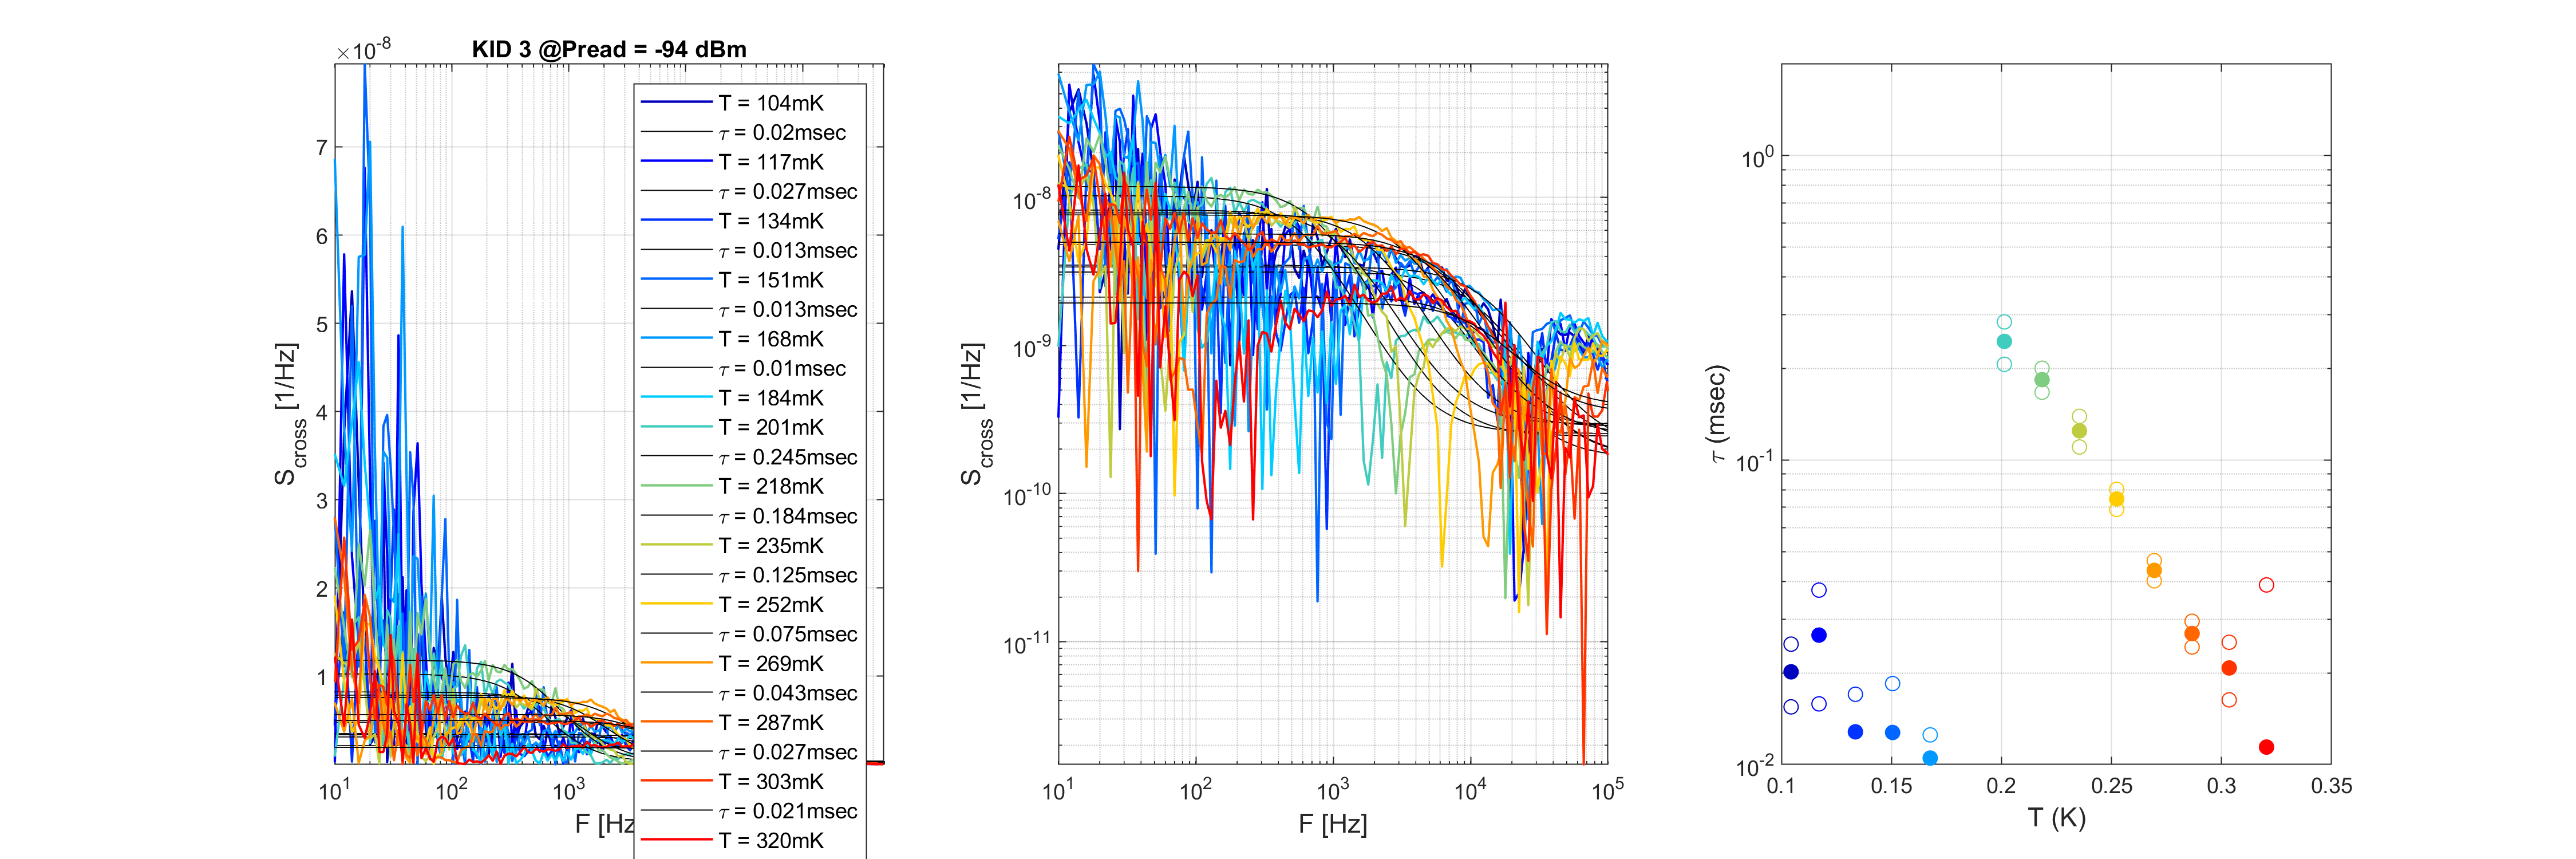 ×10-8
KID 3 @Pread = -94 dBm
7
6
5
4
3
2
1
Scross [1/Hz]
101
102
103
F [Hz
T = 104mK
τ = 0.02msec
T = 117mK
τ = 0.027msec
T = 134mK
τ = 0.013msec
T = 151mK
τ = 0.013msec
T = 168mK
τ = 0.01msec
T = 184mK
T = 201mK
τ = 0.245msec
T = 218mK
τ = 0.184msec
T = 235mK
τ = 0.125msec
T = 252mK
τ = 0.075msec
T = 269mK
τ = 0.043msec
T = 287mK
τ = 0.027msec
T = 303mK
τ = 0.021msec
T = 320mK
10-8
10-9
10-10
10-11
Scross [1/Hz]
101
102
103
104
105
F [Hz]
100
10-1
10-2
τ (msec)
0.1
0.15
0.2
0.25
0.3
0.35
T (K)